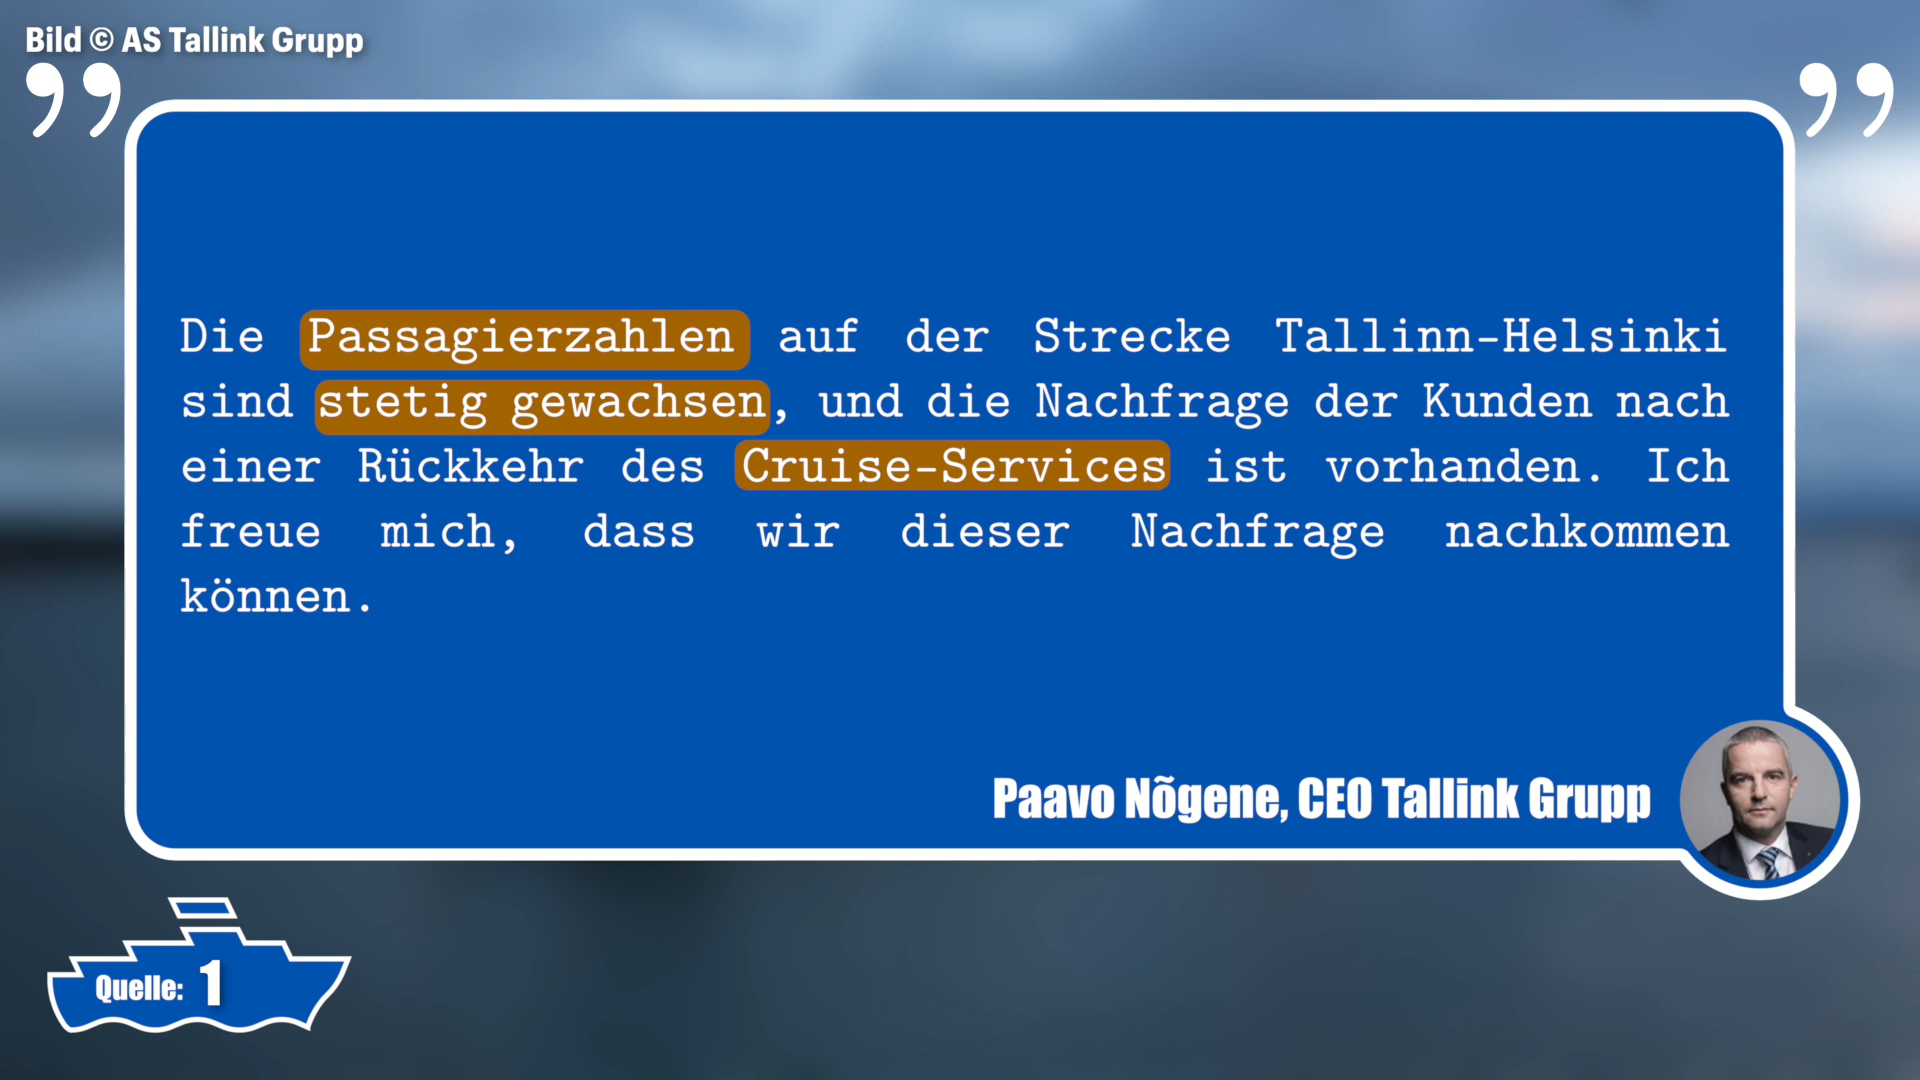 Bild © AS Tallink Grupp
” ”
Die Passagierzahlen auf der Strecke Tallinn-Helsinki
sind stetig gewachsen, und die Nachfrage der Kunden nach
einer Rückkehr des Cruise-Services ist vorhanden. Ich
freue mich, dass wir dieser Nachfrage nachkommen
können.
Paavo Nõgene, CEO Tallink Grupp
Quelle: 1